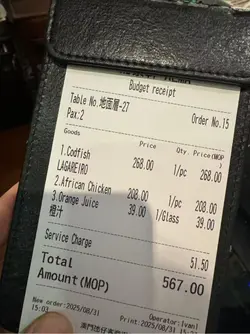 Budget receipt
Table No.地面層-27
Order No.15
Pax:2
Goods Price Qty. Price(MOP)
1.Codfish 268.00 1/pc 268.00
LAGAREIRO
2.African Chicken 208.00 1/pc 208.00
3.Orange Juice 39.00 1/Glass 39.00
橙汁
Service Charge 51.50
Total
Amount(MOP) 567.00
New order:2025/08/31 Operator:Ivan1
15:03 Print:2025/08/31